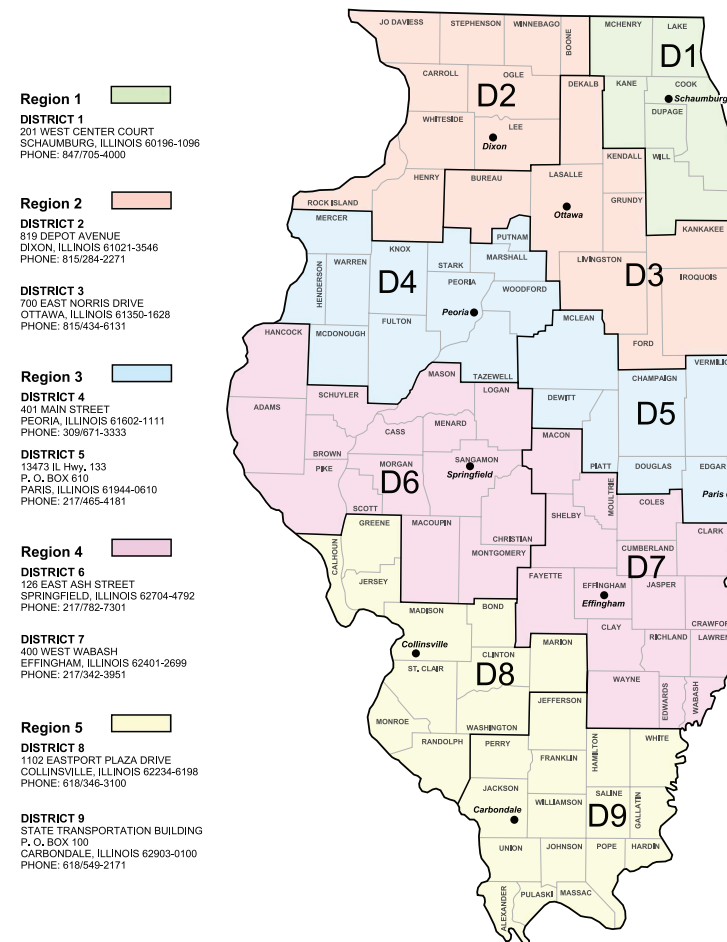 Region 1
DISTRICT 1
201 WEST CENTER COURT
SCHAUMBURG, ILLINOIS 60196-1096
PHONE: 847/705-4000
Region 2
DISTRICT 2
819 DEPOT AVENUE
DIXON, ILLINOIS 61021-3546
PHONE: 815/284-2271
DISTRICT 3
700 EAST NORRIS DRIVE
OTTAWA, ILLINOIS 61350-1628
PHONE: 815/434-6131
Region 3
DISTRICT 4
401 MAIN STREET
PEORIA, ILLINOIS 61602-1111
PHONE: 309/671-3333
DISTRICT 5
13473 IL Hwy. 133
P. O. BOX 610
PARIS, ILLINOIS 61944-0610
PHONE: 217/465-4181
Region 4
DISTRICT 6
126 EAST ASH STREET
SPRINGFIELD, ILLINOIS 62704-4792
PHONE: 217/782-7301
DISTRICT 7
400 WEST WABASH
EFFINGHAM, ILLINOIS 62401-2699
PHONE: 217/342-3951
Region 5
DISTRICT 8
1102 EASTPORT PLAZA DRIVE
COLLINSVILLE, ILLINOIS 62234-6198
PHONE: 618/346-3100
DISTRICT 9
STATE TRANSPORTATION BUILDING
P. O. BOX 100
CARBONDALE, ILLINOIS 62903-0100
PHONE: 618/549-2171
JO DAVIESS
STEPHENSON
WINNEBAGO
BOONE
MCHENRY
LAKE
D1
CARROLL
OGLE
D2
DEKALB
KANE
COOK
Schaumburg
DUPAGE
WHITESIDE
LEE
Dixon
KENDALL
WILL
HENRY
BUREAU
LASALLE
Ottawa
GRUNDY
ROCK ISLAND
MERCER
KANKAKEE
PUTNAM
KNOX
MARSHALL
WARREN
HENDERSON
STARK
LIVINGSTON
D3
IROQUOIS
D4
PEORIA
WOODFORD
Peoria
MCLEAN
FULTON
HANCOCK
MCDONOUGH
FORD
MASON
TAZEWELL
VERMILI
CHAMPAIGN
LOGAN
SCHUYLER
DEWITT
ADAMS
D5
MENARD
CASS
MACON
BROWN
PIKE
MORGAN
SANGAMON
Springfield
PIATT
DOUGLAS
EDGAR
D6
MOULTRIE
Paris
SCOTT
COLES
SHELBY
GREENE
MACOUPIN
CLARK
CHRISTIAN
MONTGOMERY
CALHOUN
CUMBERLAND
D7
JERSEY
FAYETTE
EFFINGHAM
Effingham
JASPER
MADISON
BOND
CRAWFOR
CLAY
RICHLAND
LAWREN
MARION
Collinsville
CLINTON
ST. CLAIR
D8
WAYNE
EDWARDS
WABASH
JEFFERSON
MONROE
WASHINGTON
RANDOLPH
PERRY
HAMILTON
WHITE
FRANKLIN
JACKSON
SALINE
GALLATIN
WILLIAMSON
Carbondale
D9
UNION
JOHNSON
POPE
HARDIN
ALEXANDER
PULASKI
MASSAC